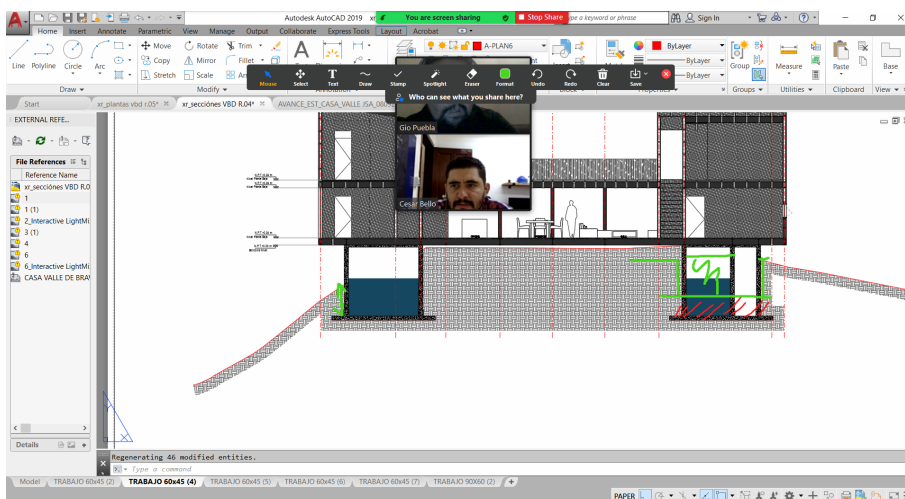 Autodesk AutoCAD 2019
You are screen sharing
Stop Share
pe a keyword or phrase
Sign In
Home Insert Annotate Parametric View Manage Output Collaborate Express Tools Layout Acrobat
Line Polyline Circle Arc
Move Rotate Trim
Copy Mirror Fillet
Stretch Scale
A-PLAN6
ByLayer
ByLayer
ByLayer
Group Measure Paste Base
Draw Modify Groups Utilities Clipboard View
Mouse Select Text Draw Stamp Spotlight Eraser Format Undo Redo Clear Save
Who can see what you share here?
Start xr_plantas vbd r.05* xr_secciónes VBD R.04*
EXTERNAL REFE...
File References
Reference Name
xr_secciónes VBD R.0
1
1 (1)
2_Interactive LightMi
3 (1)
4
6
6_Interactive LightMi
CASA VALLE DE BRA
Gio Puebla
Cesar Bello
Details
Regenerating 46 modified entities.
Type a command
Model TRABAJO 60x45 (2) TRABAJO 60x45 (4) TRABAJO 60x45 (5) TRABAJO 60x45 (6) TRABAJO 60x45 (7) TRABAJO 90X60 (2)
PAPER